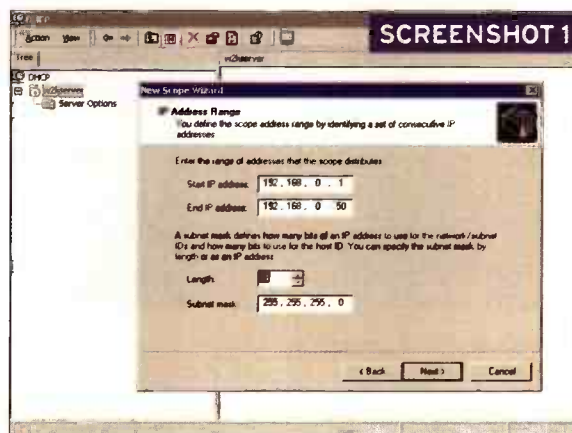 DHCP
SCREENSHOT 1
Action View
Tree
w2kserver
DHCP
w2kserver
Server Options
New Scope Wizard
Address Range
You define the scope address range by identifying a set of consecutive IP
addresses
Enter the range of addresses that the scope distributes
Start IP address: 192 . 168 . 0 . 1
End IP address: 192 . 168 . 0 . 50
A subnet mask defines how many bits of an IP address to use for the network/subnet
IDs and how many bits to use for the host ID. You can specify the subnet mask by
length or as an IP address
Length:
Subnet mask: 255 . 255 . 255 . 0
< Back Next > Cancel